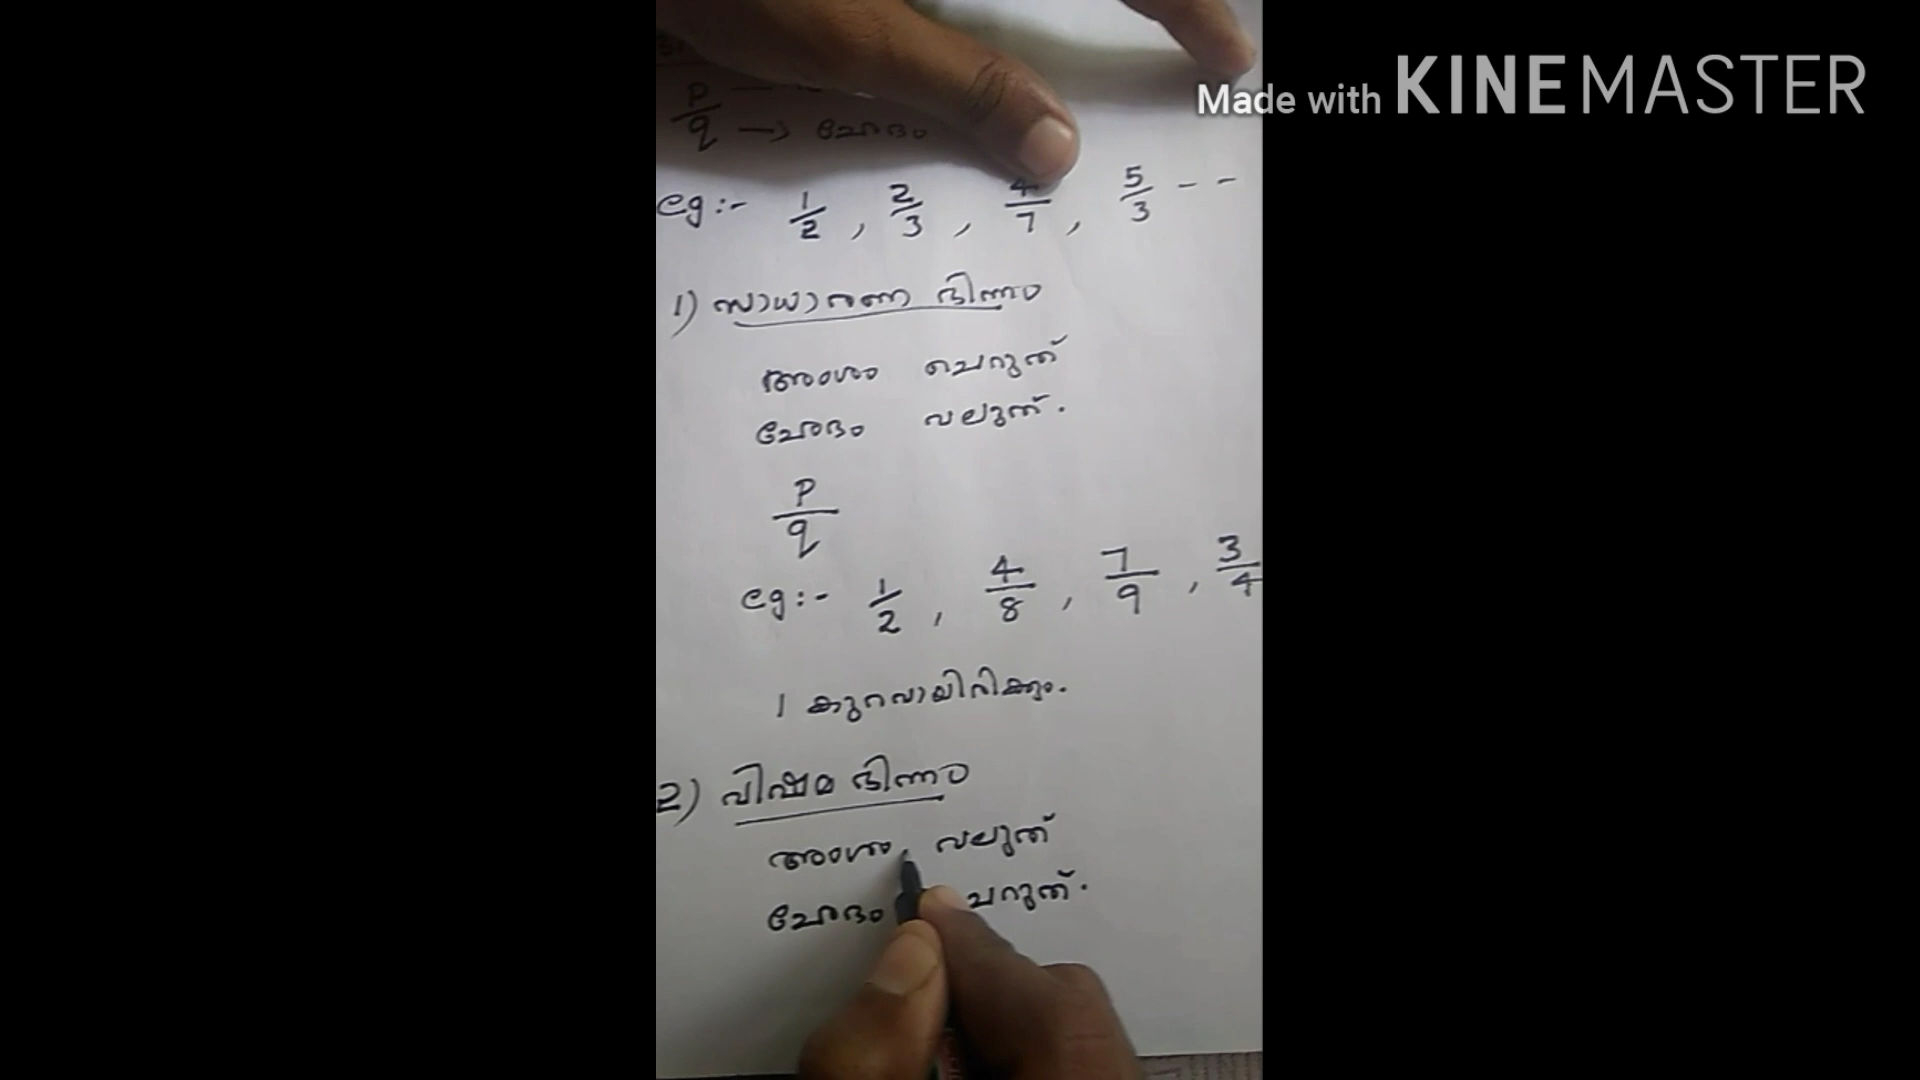 Made with KINEMASTER
p
q → ഛേദം
eg:- 1/2 , 2/3 , 4/7 , 5/3 - -
1) സാധാരണ ഭിന്നം
അംശം ചെറുത്
ഛേദം വലുത്.
p/q
eg:- 1/2 , 4/8 , 7/9 , 3/4
1 കുറവായിരിക്കും.
2) വിഷമ ഭിന്നം
അംശം വലുത്
ഛേദം ചറുത്.